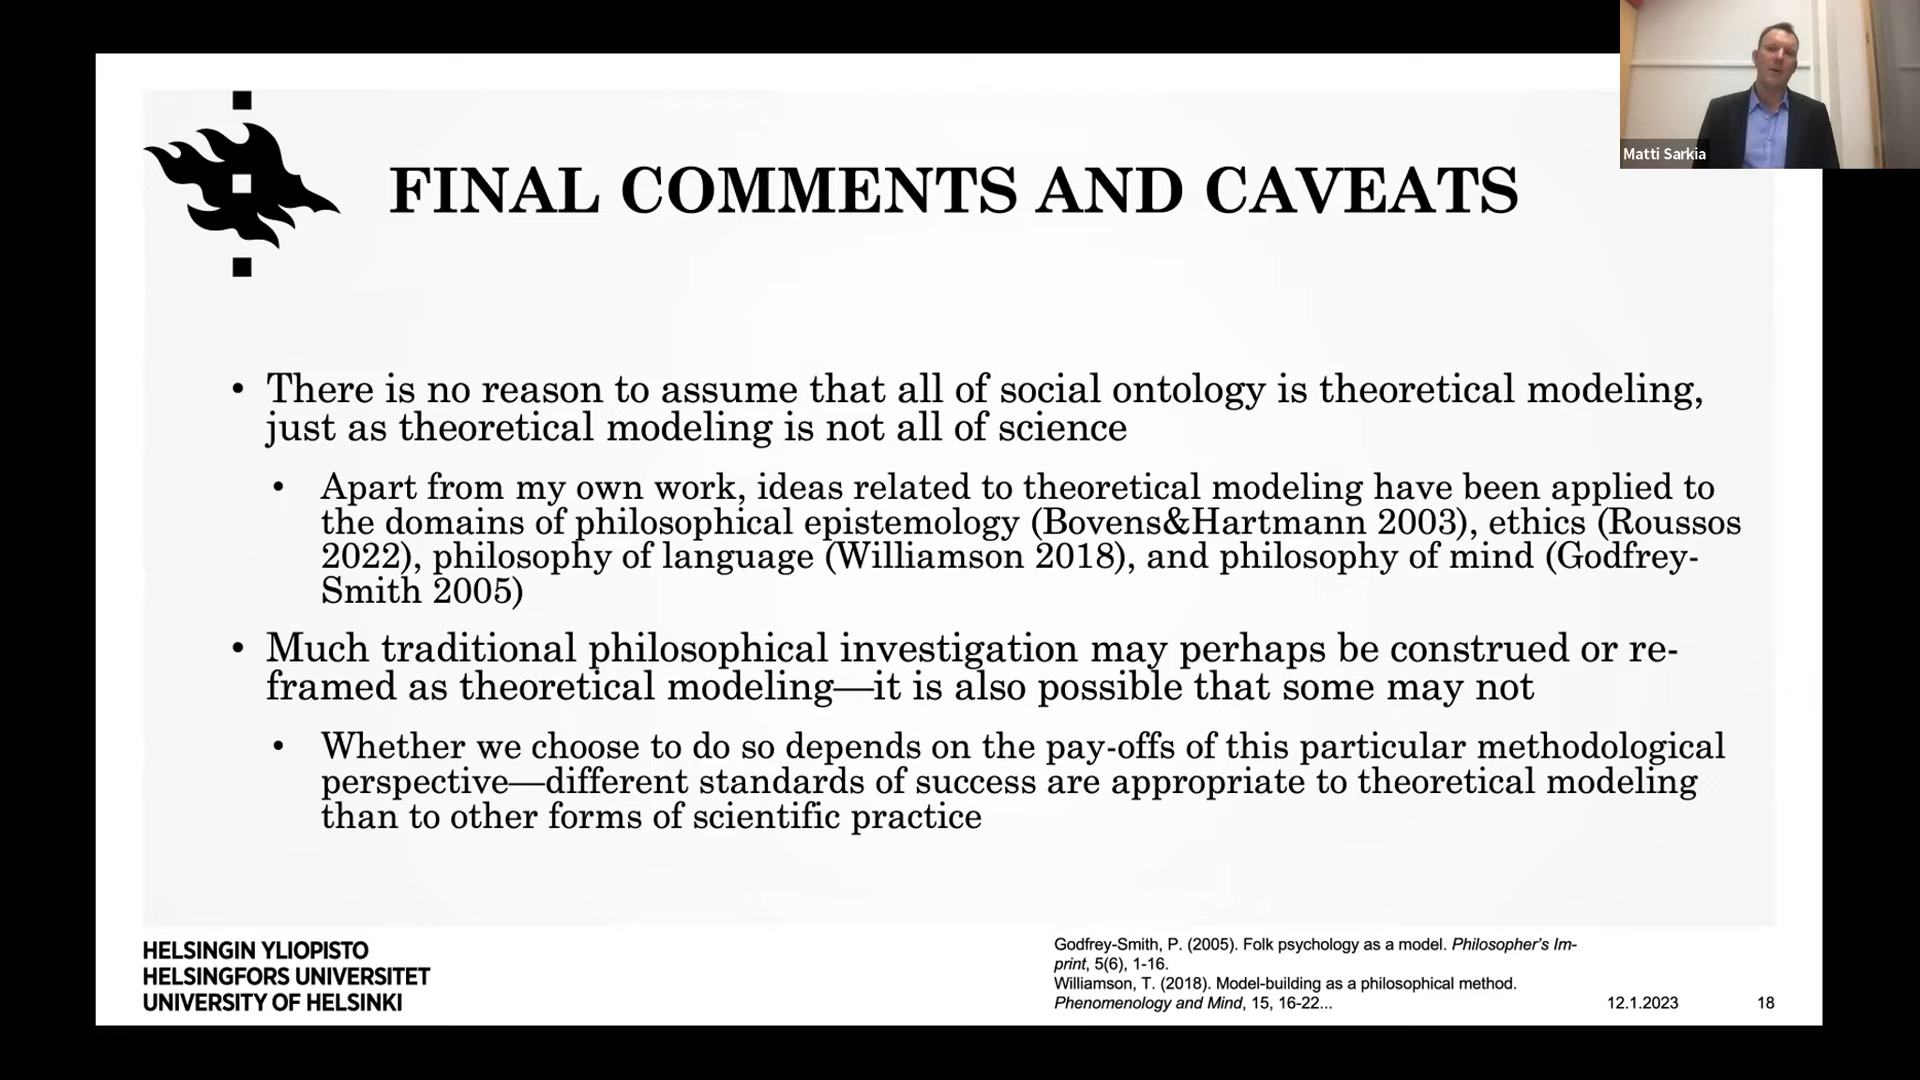 Matti Sarkia
FINAL COMMENTS AND CAVEATS
• There is no reason to assume that all of social ontology is theoretical modeling,
just as theoretical modeling is not all of science
• Apart from my own work, ideas related to theoretical modeling have been applied to
the domains of philosophical epistemology (Bovens&Hartmann 2003), ethics (Roussos
2022), philosophy of language (Williamson 2018), and philosophy of mind (Godfrey-
Smith 2005)
• Much traditional philosophical investigation may perhaps be construed or re-
framed as theoretical modeling—it is also possible that some may not
• Whether we choose to do so depends on the pay-offs of this particular methodological
perspective—different standards of success are appropriate to theoretical modeling
than to other forms of scientific practice
HELSINGIN YLIOPISTO
HELSINGFORS UNIVERSITET
UNIVERSITY OF HELSINKI
Godfrey-Smith, P. (2005). Folk psychology as a model. Philosopher’s Im-
print, 5(6), 1-16.
Williamson, T. (2018). Model-building as a philosophical method.
Phenomenology and Mind, 15, 16-22...
12.1.2023
18